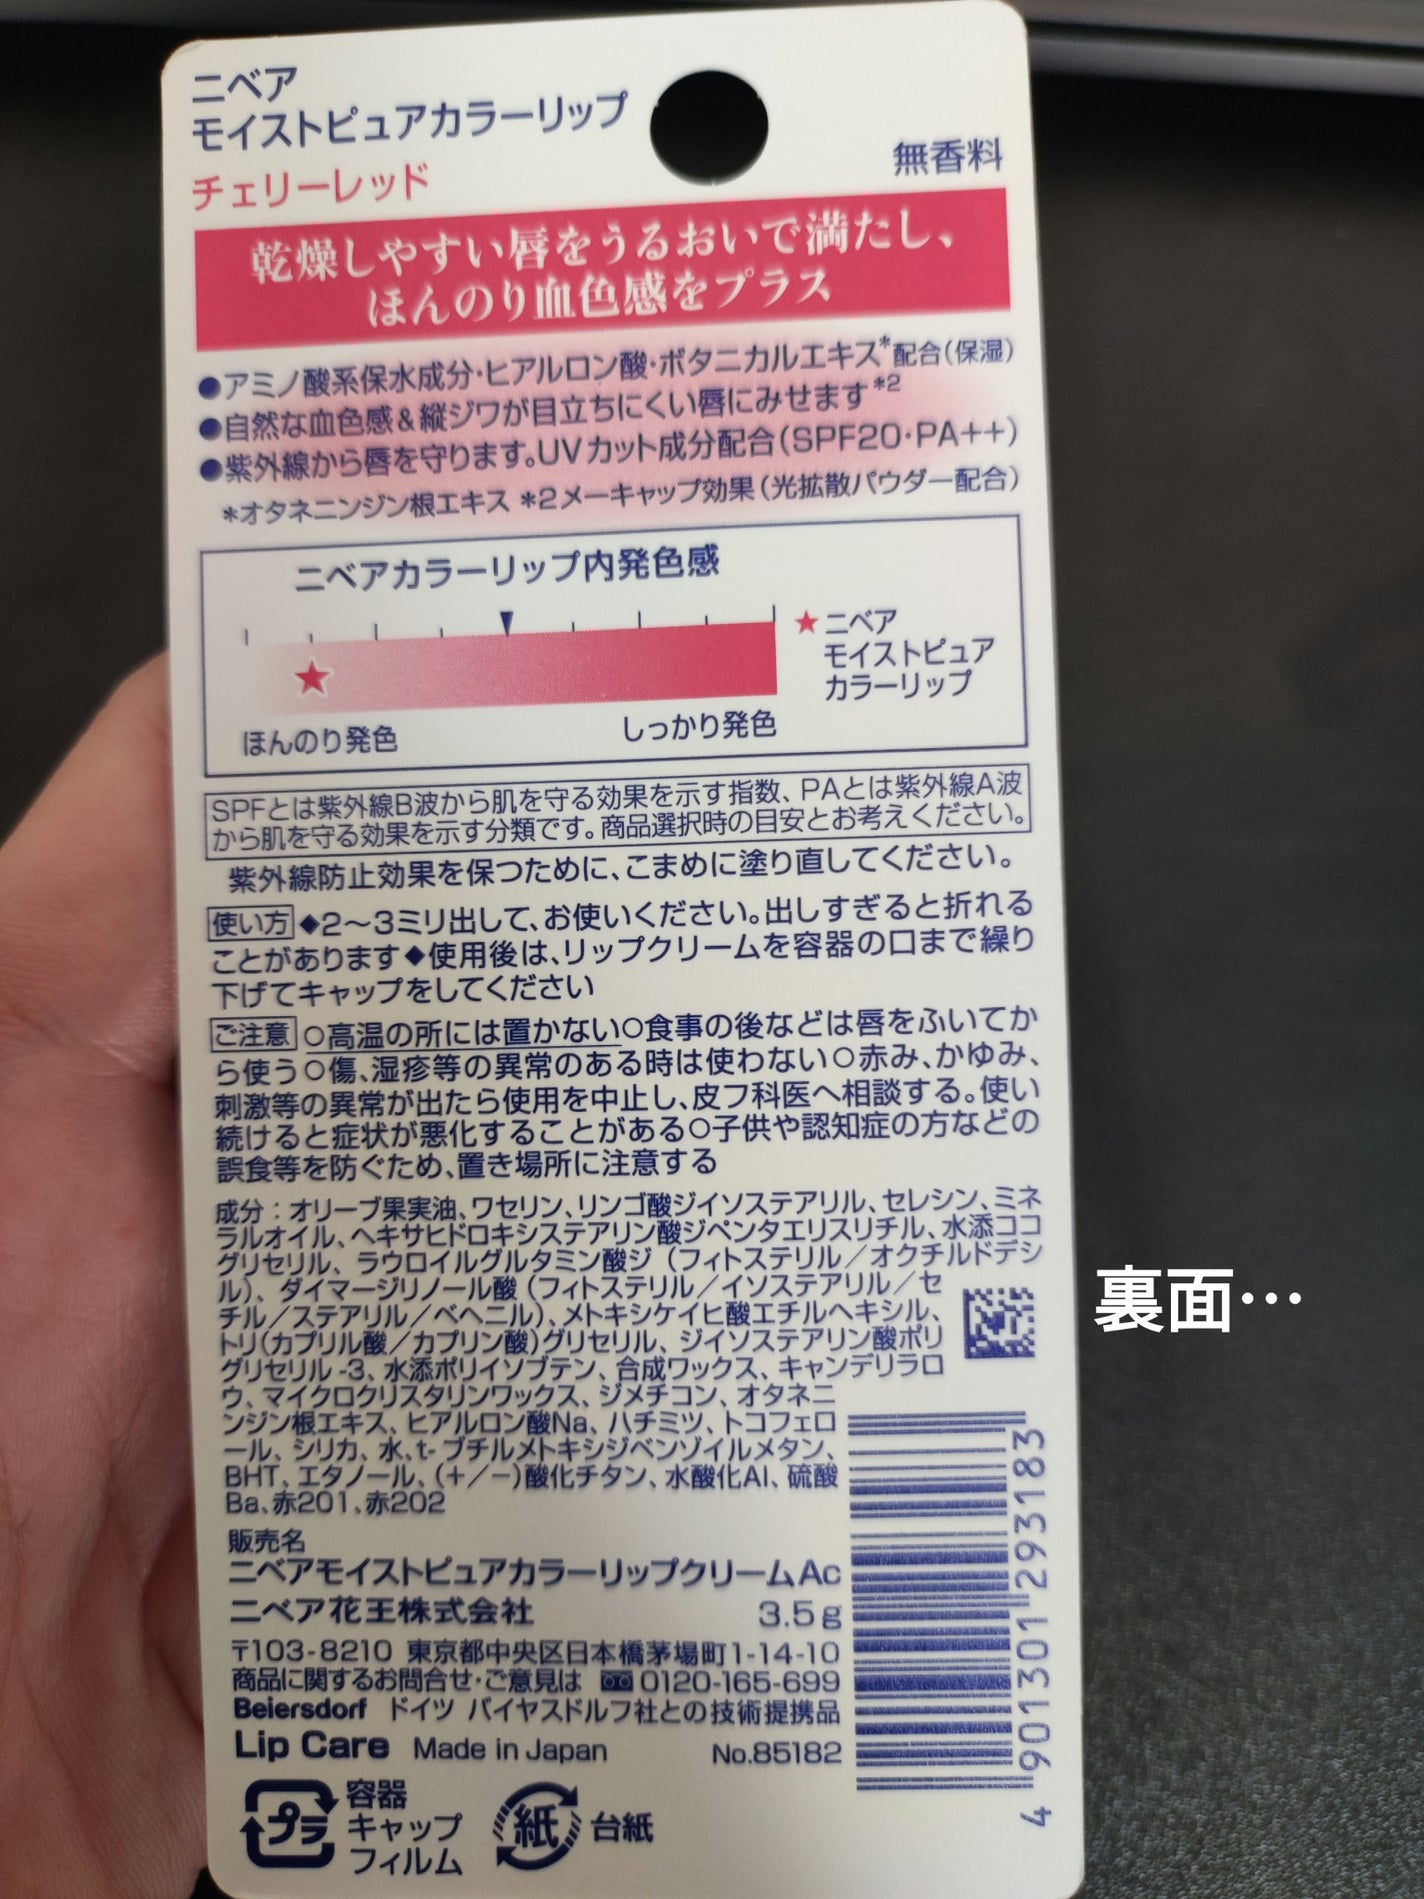 ニベア
モイストピュアカラーリップ
チェリーレッド
無香料
乾燥しやすい唇をうるおいで満たし、
ほんのり血色感をプラス
●アミノ酸系保水成分・ヒアルロン酸・ボタニカルエキス*配合(保湿)
●自然な血色感&縦ジワが目立ちにくい唇にみせます*2
●紫外線から唇を守ります。UVカット成分配合(SPF20・PA++)
*オタネニンジン根エキス *2メーキャップ効果(光拡散パウダー配合)
ニベアカラーリップ内発色感
★ニベア
モイストピュア
カラーリップ
★
ほんのり発色
しっかり発色
SPFとは紫外線B波から肌を守る効果を示す指数、PAとは紫外線A波
から肌を守る効果を示す分類です。商品選択時の目安とお考えください。
紫外線防止効果を保つために、こまめに塗り直してください。
使い方◆2〜3ミリ出して、お使いください。出しすぎると折れる
ことがあります◆使用後は、リップクリームを容器の口まで繰り
下げてキャップをしてください
ご注意 ○高温の所には置かない○食事の後などは唇をふいてか
ら使う○傷、湿疹等の異常のある時は使わない○赤み、かゆみ、
刺激等の異常が出たら使用を中止し、皮フ科医へ相談する。使い
続けると症状が悪化することがある○子供や認知症の方などの
誤食等を防ぐため、置き場所に注意する
成分:オリーブ果実油、ワセリン、リンゴ酸ジイソステアリル、セレシン、ミネ
ラルオイル、ヘキサヒドロキシステアリン酸ジペンタエリスリチル、水添ココ
グリセリル、ラウロイルグルタミン酸ジ(フィトステリル/オクチルドデシ
ル)、ダイマージリノール酸(フィトステリル/イソステアリル/セ
チル/ステアリル/ベヘニル)、メトキシケイヒ酸エチルヘキシル、
トリ(カプリル酸/カプリン酸)グリセリル、ジイソステアリン酸ポリ
グリセリル-3、水添ポリイソブテン、合成ワックス、キャンデリラロ
ウ、マイクロクリスタリンワックス、ジメチコン、オタネニ
ンジン根エキス、ヒアルロン酸Na、ハチミツ、トコフェロ
ール、シリカ、水、t-ブチルメトキシジベンゾイルメタン、
BHT、エタノール、(+/−)酸化チタン、水酸化Al、硫酸
Ba、赤201、赤202
販売名
ニベアモイストピュアカラーリップクリームAc
ニベア花王株式会社 3.5g
〒103-8210 東京都中央区日本橋茅場町1-14-10
商品に関するお問合せ・ご意見は 0120-165-699
Beiersdorf ドイツ バイヤスドルフ社との技術提携品
Lip Care Made in Japan No.85182
プラ
容器
キャップ
フィルム
紙
台紙
4 901301 293183
裏面…